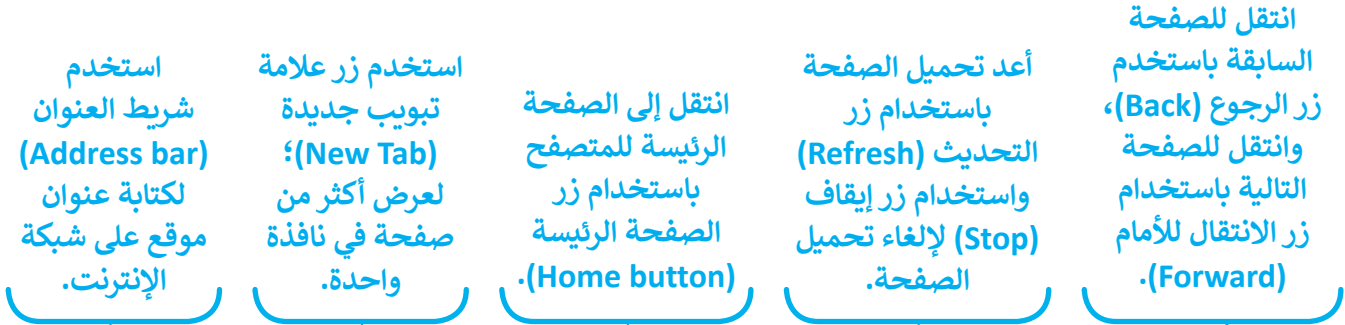 انتقل للصفحة
السابقة باستخدم
زر الرجوع (Back)،
وانتقل للصفحة
التالية باستخدام
زر الانتقال للأمام
(Forward).
أعد تحميل الصفحة
باستخدام زر
التحديث (Refresh)
واستخدام زر إيقاف
(Stop) لإلغاء تحميل
الصفحة.
انتقل إلى الصفحة
الرئيسة للمتصفح
باستخدام زر
الصفحة الرئيسة
(Home button).
استخدم زر علامة
تبويب جديدة
(New Tab)؛
لعرض أكثر من
صفحة في نافذة
واحدة.
استخدم
شريط العنوان
(Address bar)
لكتابة عنوان
موقع على شبكة
الإنترنت.